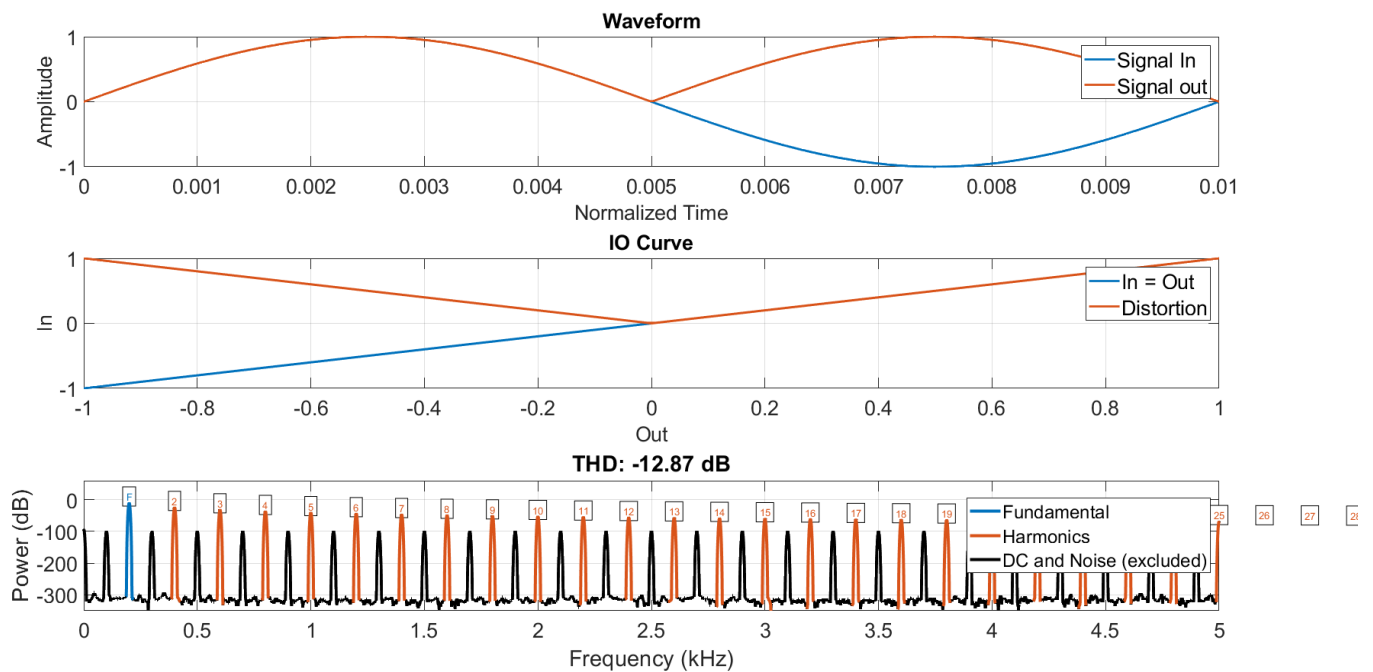 Waveform
1
0
-1
Amplitude
Signal In
Signal out
0 0.001 0.002 0.003 0.004 0.005 0.006 0.007 0.008 0.009 0.01
Normalized Time
IO Curve
1
0
-1
In
In = Out
Distortion
-1 -0.8 -0.6 -0.4 -0.2 0 0.2 0.4 0.6 0.8 1
Out
THD: -12.87 dB
0
-100
-200
-300
Power (dB)
F 2 3 4 5 6 7 8 9 10 11 12 13 14 15 16 17 18 19 25 26 27 28
Fundamental
Harmonics
DC and Noise (excluded)
0 0.5 1 1.5 2 2.5 3 3.5 4 4.5 5
Frequency (kHz)